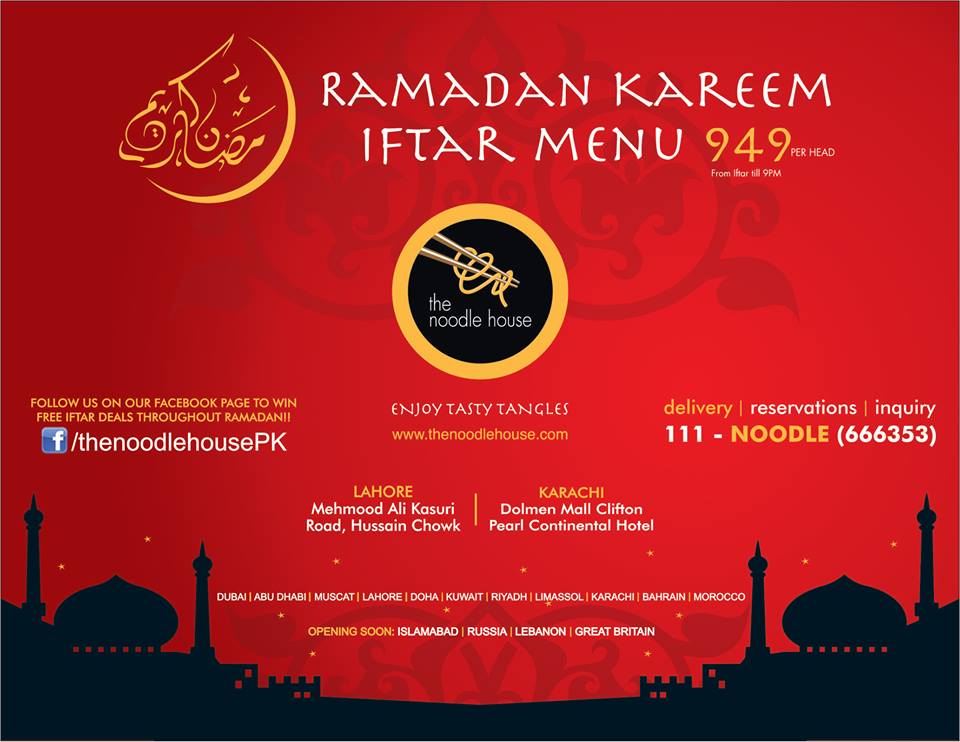 رمضان كريم
RAMADAN KAREEM
IFTAR MENU 949 PER HEAD
From Iftar till 9PM
the
noodle house
FOLLOW US ON OUR FACEBOOK PAGE TO WIN
FREE IFTAR DEALS THROUGHOUT RAMADAN!!
f /thenoodlehousePK
ENJOY TASTY TANGLES
www.thenoodlehouse.com
delivery | reservations | inquiry
111 - NOODLE (666353)
LAHORE
Mehmood Ali Kasuri
Road, Hussain Chowk
KARACHI
Dolmen Mall Clifton
Pearl Continental Hotel
DUBAI | ABU DHABI | MUSCAT | LAHORE | DOHA | KUWAIT | RIYADH | LIMASSOL | KARACHI | BAHRAIN | MOROCCO
OPENING SOON: ISLAMABAD | RUSSIA | LEBANON | GREAT BRITAIN